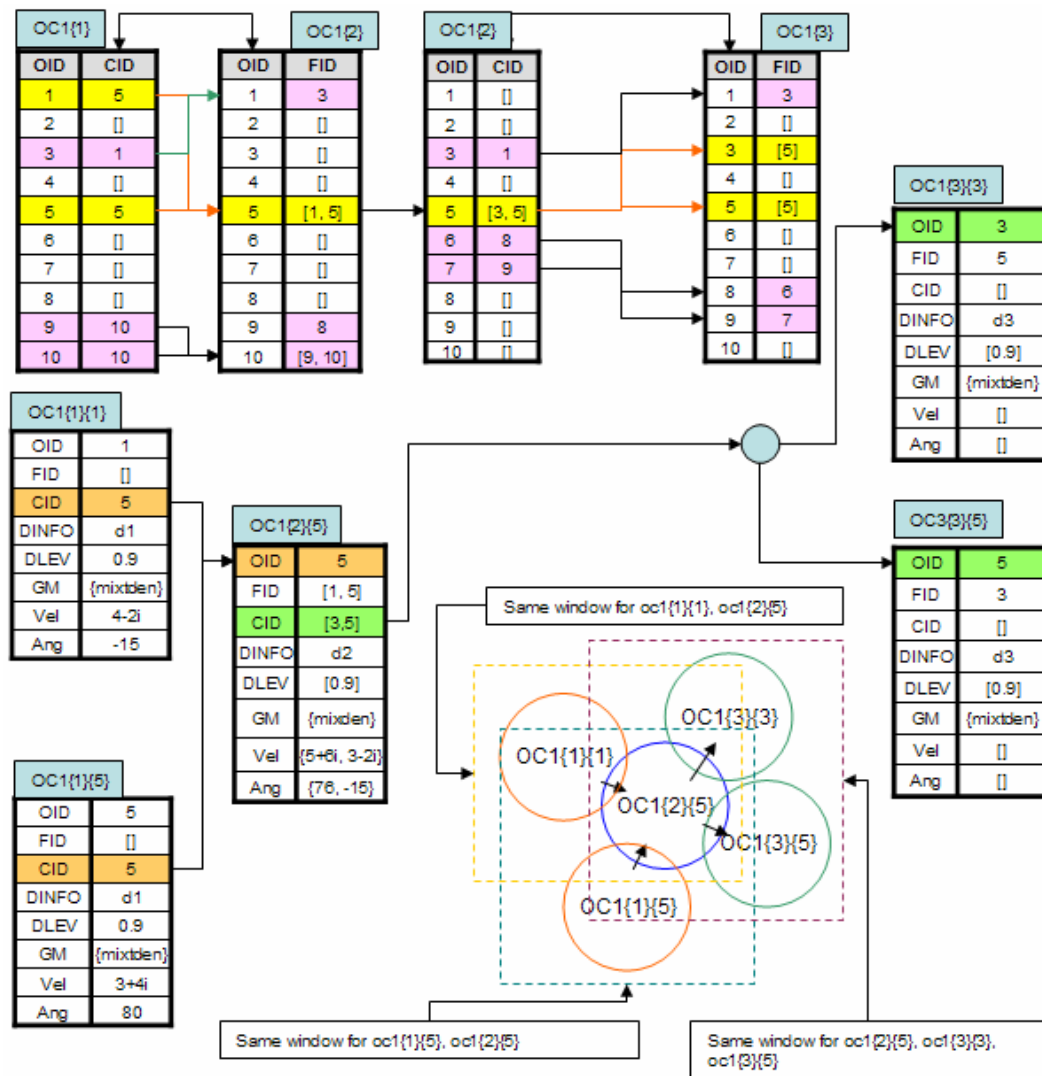 OC1{1}
OID CID
1 5
2 []
3 1
4 []
5 5
6 []
7 []
8 []
9 10
10 10
OC1{2}
OID FID
1 3
2 []
3 []
4 []
5 [1, 5]
6 []
7 []
8 []
9 8
10 [9, 10]
OC1{2}
OID CID
1 []
2 []
3 1
4 []
5 [3, 5]
6 8
7 9
8 []
9 []
10 []
OC1{3}
OID FID
1 3
2 []
3 [5]
4 []
5 [5]
6 []
7 []
8 6
9 7
10 []
OC1{3}{3}
OID 3
FID 5
CID []
DINFO d3
DLEV [0.9]
GM {mixtden}
Vel []
Ang []
OC1{1}{1}
OID 1
FID []
CID 5
DINFO d1
DLEV 0.9
GM {mixtden}
Vel 4-2i
Ang -15
OC1{2}{5}
OID 5
FID [1, 5]
CID [3,5]
DINFO d2
DLEV [0.9]
GM {mixden}
Vel {5+6i, 3-2i}
Ang {76, -15}
OC3{3}{5}
OID 5
FID 3
CID []
DINFO d3
DLEV [0.9]
GM {mixtden}
Vel []
Ang []
OC1{1}{5}
OID 5
FID []
CID 5
DINFO d1
DLEV 0.9
GM {mixtden}
Vel 3+4i
Ang 80
Same window for oc1{1}{1}, oc1{2}{5}
OC1{3}{3}
OC1{1}{1}
OC1{2}{5}
OC1{3}{5}
OC1{1}{5}
Same window for oc1{1}{5}, oc1{2}{5}
Same window for oc1{2}{5}, oc1{3}{3},
oc1{3}{5}